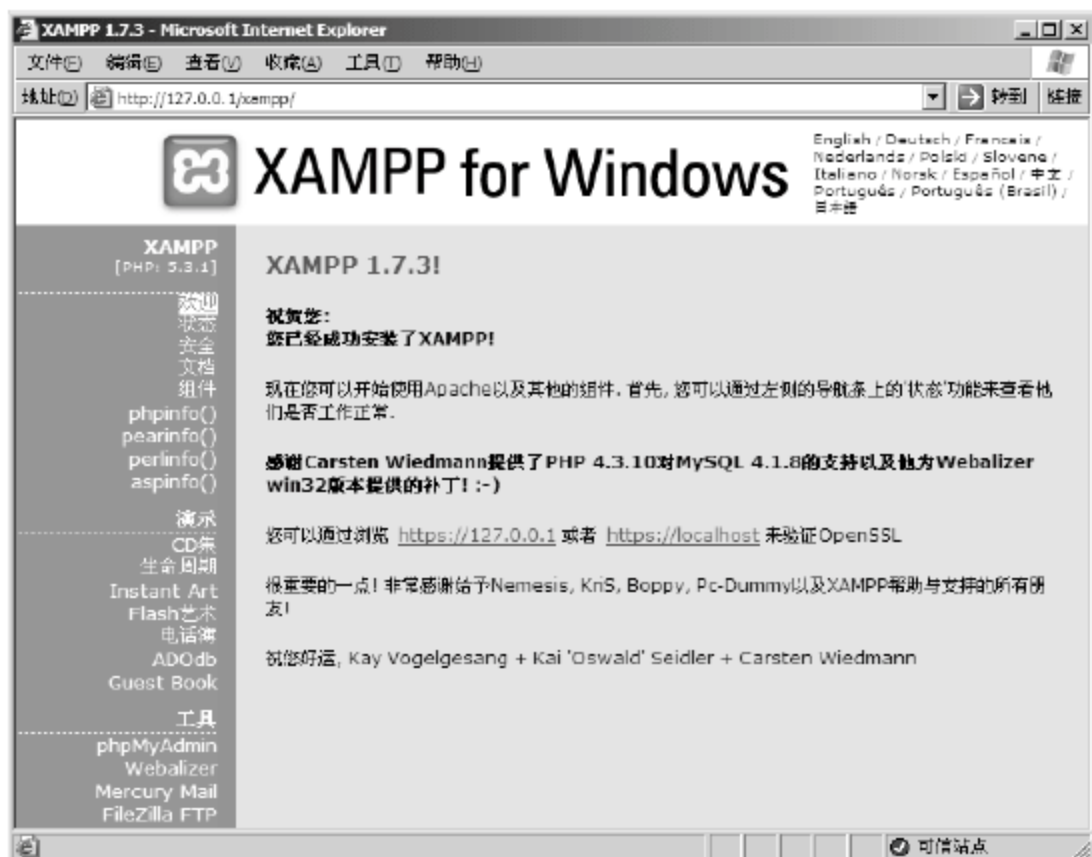 XAMPP 1.7.3 - Microsoft Internet Explorer
文件(F) 编辑(E) 查看(V) 收藏(A) 工具(T) 帮助(H)
地址(D) http://127.0.0.1/xampp/ 转到 链接
XAMPP for Windows
English / Deutsch / Francais /
Nederlands / Polski / Slovene /
Italiano / Norsk / Español / 中文 /
Português / Português (Brasil) /
日本語
XAMPP
[PHP: 5.3.1]
欢迎
状态
安全
文档
组件
phpinfo()
pearinfo()
perlinfo()
aspinfo()
演示
CD集
生命周期
Instant Art
Flash艺术
电话簿
ADOdb
Guest Book
工具
phpMyAdmin
Webalizer
Mercury Mail
FileZilla FTP
XAMPP 1.7.3!
祝贺您:
您已经成功安装了XAMPP!
现在您可以开始使用Apache以及其他的组件. 首先, 您可以通过左侧的导航条上的'状态'功能来查看他
们是否工作正常.
感谢Carsten Wiedmann提供了PHP 4.3.10对MySQL 4.1.8的支持以及他为Webalizer
win32版本提供的补丁! :-)
您可以通过浏览 https://127.0.0.1 或者 https://localhost 来验证OpenSSL
很重要的一点! 非常感谢给予Nemesis, KriS, Boppy, Pc-Dummy以及XAMPP帮助与支持的所有朋
友!
祝您好运, Kay Vogelgesang + Kai 'Oswald' Seidler + Carsten Wiedmann
可信站点